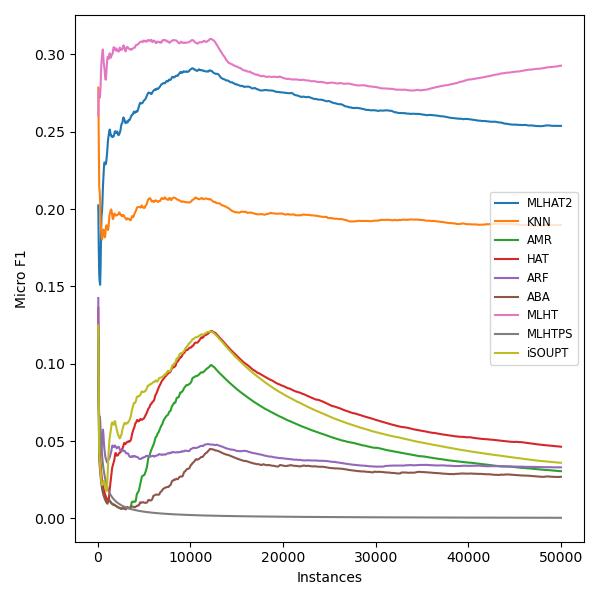 0.30
0.25
0.20
0.15
0.10
0.05
0.00
Micro F1
0 10000 20000 30000 40000 50000
Instances
MLHAT2
KNN
AMR
HAT
ARF
ABA
MLHT
MLHTPS
iSOUPT